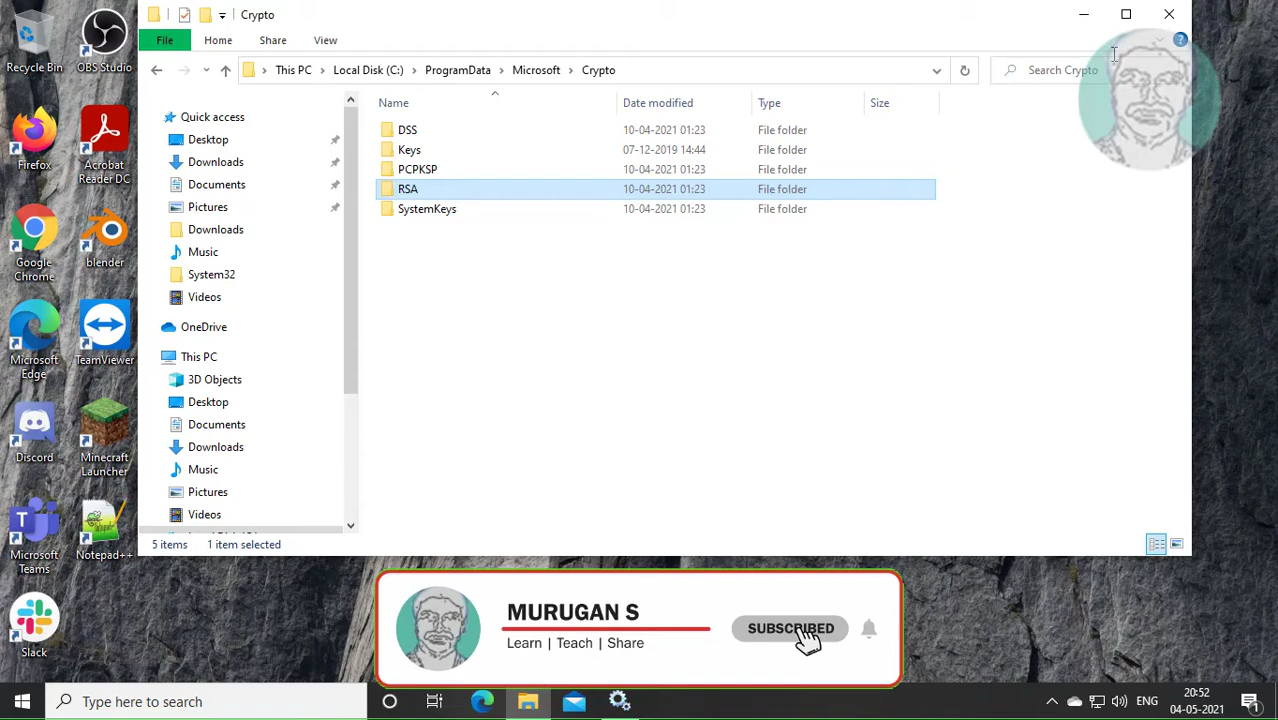 Crypto
File Home Share View
This PC > Local Disk (C:) > ProgramData > Microsoft > Crypto
Search Crypto
Name Date modified Type Size
DSS 10-04-2021 01:23 File folder
Keys 07-12-2019 14:44 File folder
PCPKSP 10-04-2021 01:23 File folder
RSA 10-04-2021 01:23 File folder
SystemKeys 10-04-2021 01:23 File folder
Quick access
Desktop
Downloads
Documents
Pictures
Downloads
Music
System32
Videos
OneDrive
This PC
3D Objects
Desktop
Documents
Downloads
Music
Pictures
Videos
5 items 1 item selected
Recycle Bin
OBS Studio
Firefox
Acrobat
Reader DC
Google
Chrome
blender
Microsoft
Edge
TeamViewer
Discord
Minecraft
Launcher
Microsoft
Teams
Notepad++
Slack
MURUGAN S
Learn | Teach | Share
SUBSCRIBED
Type here to search
ENG
20:52
04-05-2021
1